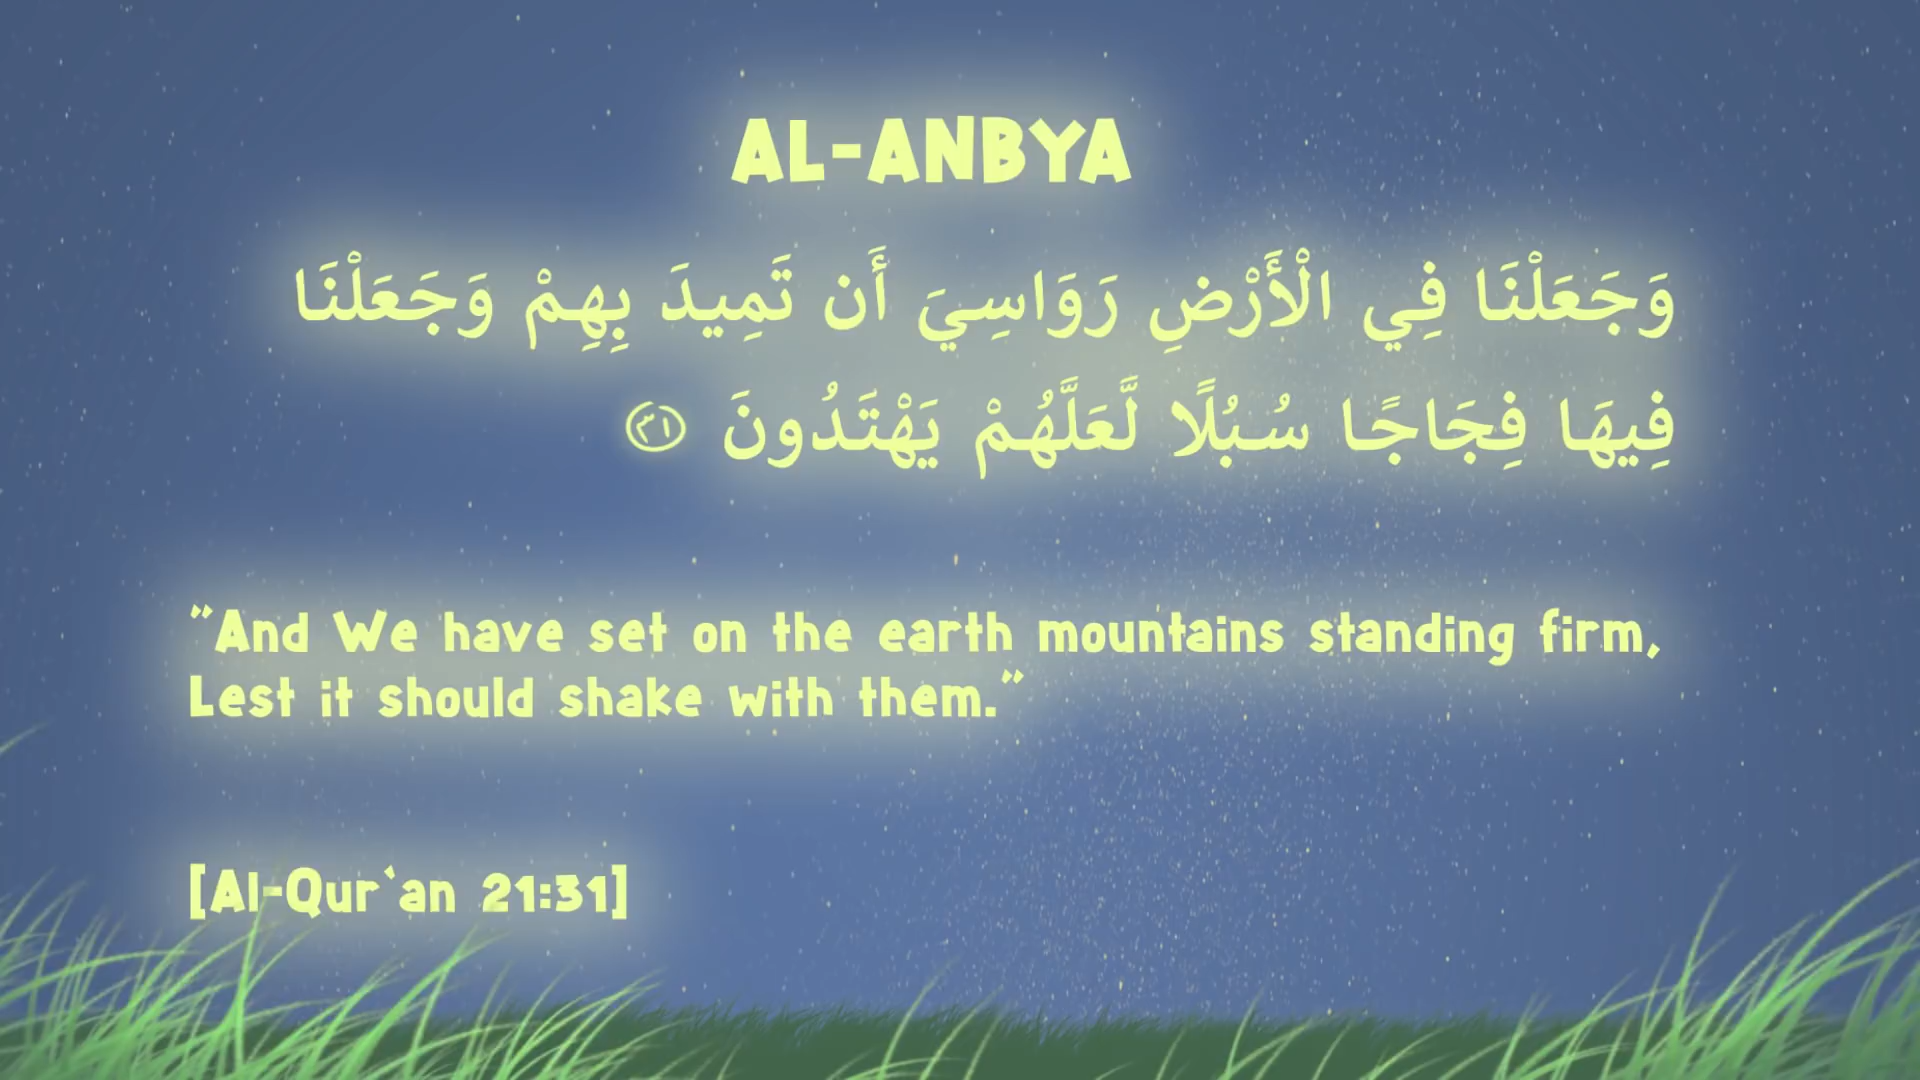 AL-ANBYA
وَجَعَلْنَا فِي الْأَرْضِ رَوَاسِيَ أَن تَمِيدَ بِهِمْ وَجَعَلْنَا
فِيهَا فِجَاجًا سُبُلًا لَّعَلَّهُمْ يَهْتَدُونَ ٣١
"And We have set on the earth mountains standing firm,
Lest it should shake with them."
[Al-Qur`an 21:31]